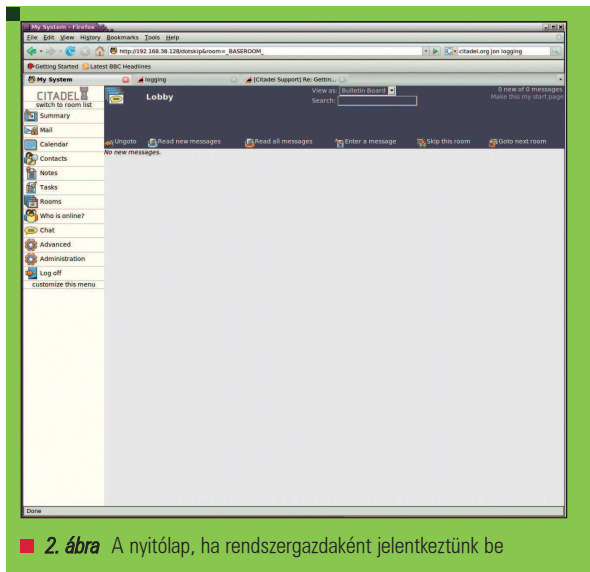 My System - Firefox
File Edit View History Bookmarks Tools Help
http://192.168.38.128/dotskip&room=_BASEROOM_
citadel.org jon logging
Getting Started Latest BBC Headlines
My System
logging
[Citadel Support] Re: Gettin...
CITADEL
switch to room list
Summary
Mail
Calendar
Contacts
Notes
Tasks
Rooms
Who is online?
Chat
Advanced
Administration
Log off
customize this menu
Lobby
View as: Bulletin Board
Search:
0 new of 0 messages
Make this my start page
Ungoto Read new messages Read all messages Enter a message Skip this room Goto next room
No new messages.
Done
2. ábra A nyitólap, ha rendszergazdaként jelentkeztünk be